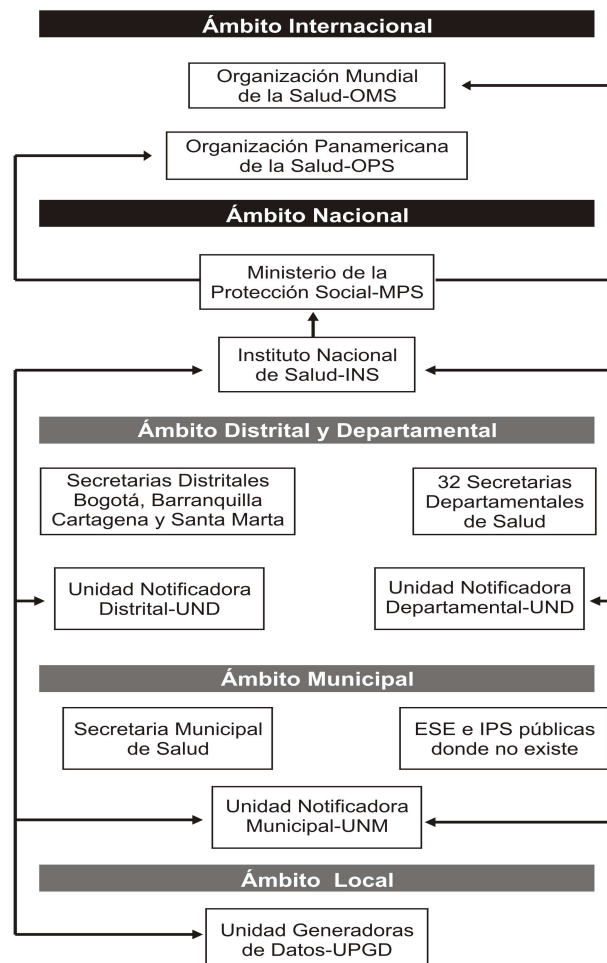 Ámbito Internacional
Organización Mundial
de la Salud-OMS
Organización Panamericana
de la Salud-OPS
Ámbito Nacional
Ministerio de la
Protección Social-MPS
Instituto Nacional
de Salud-INS
Ámbito Distrital y Departamental
Secretarias Distritales
Bogotá, Barranquilla
Cartagena y Santa Marta
32 Secretarias
Departamentales
de Salud
Unidad Notificadora
Distrital-UND
Unidad Notificadora
Departamental-UND
Ámbito Municipal
Secretaria Municipal
de Salud
ESE e IPS públicas
donde no existe
Unidad Notificadora
Municipal-UNM
Ámbito Local
Unidad Generadoras
de Datos-UPGD